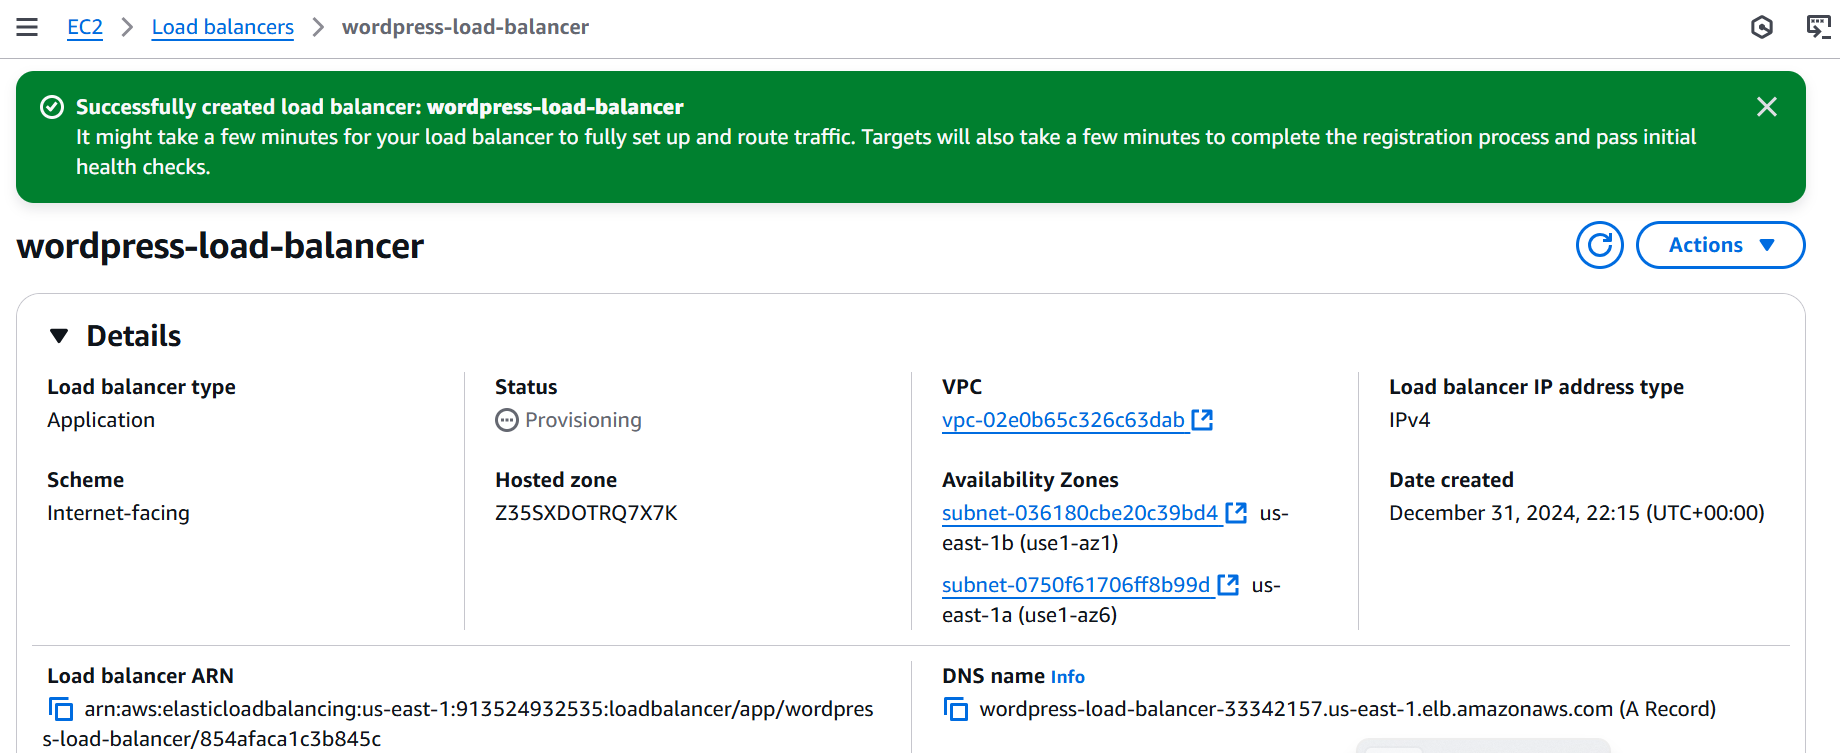 EC2 > Load balancers > wordpress-load-balancer
Successfully created load balancer: wordpress-load-balancer
It might take a few minutes for your load balancer to fully set up and route traffic. Targets will also take a few minutes to complete the registration process and pass initial
health checks.
wordpress-load-balancer
Actions
Details
Load balancer type
Application
Status
Provisioning
VPC
vpc-02e0b65c326c63dab
Load balancer IP address type
IPv4
Scheme
Internet-facing
Hosted zone
Z35SXDOTRQ7X7K
Availability Zones
subnet-036180cbe20c39bd4 us-
east-1b (use1-az1)
subnet-0750f61706ff8b99d us-
east-1a (use1-az6)
Date created
December 31, 2024, 22:15 (UTC+00:00)
Load balancer ARN
arn:aws:elasticloadbalancing:us-east-1:913524932535:loadbalancer/app/wordpres
s-load-balancer/854afaca1c3b845c
DNS name Info
wordpress-load-balancer-33342157.us-east-1.elb.amazonaws.com (A Record)